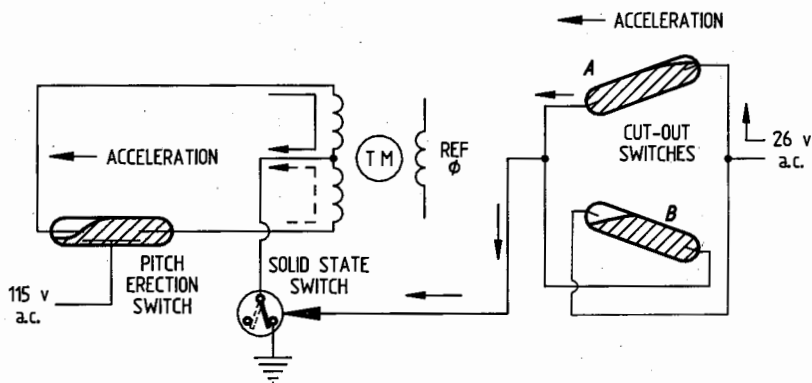 ACCELERATION
A
CUT-OUT
SWITCHES
26 v
a.c.
B
ACCELERATION
TM
REF
φ
PITCH
ERECTION
SWITCH
115 v
a.c.
SOLID STATE
SWITCH